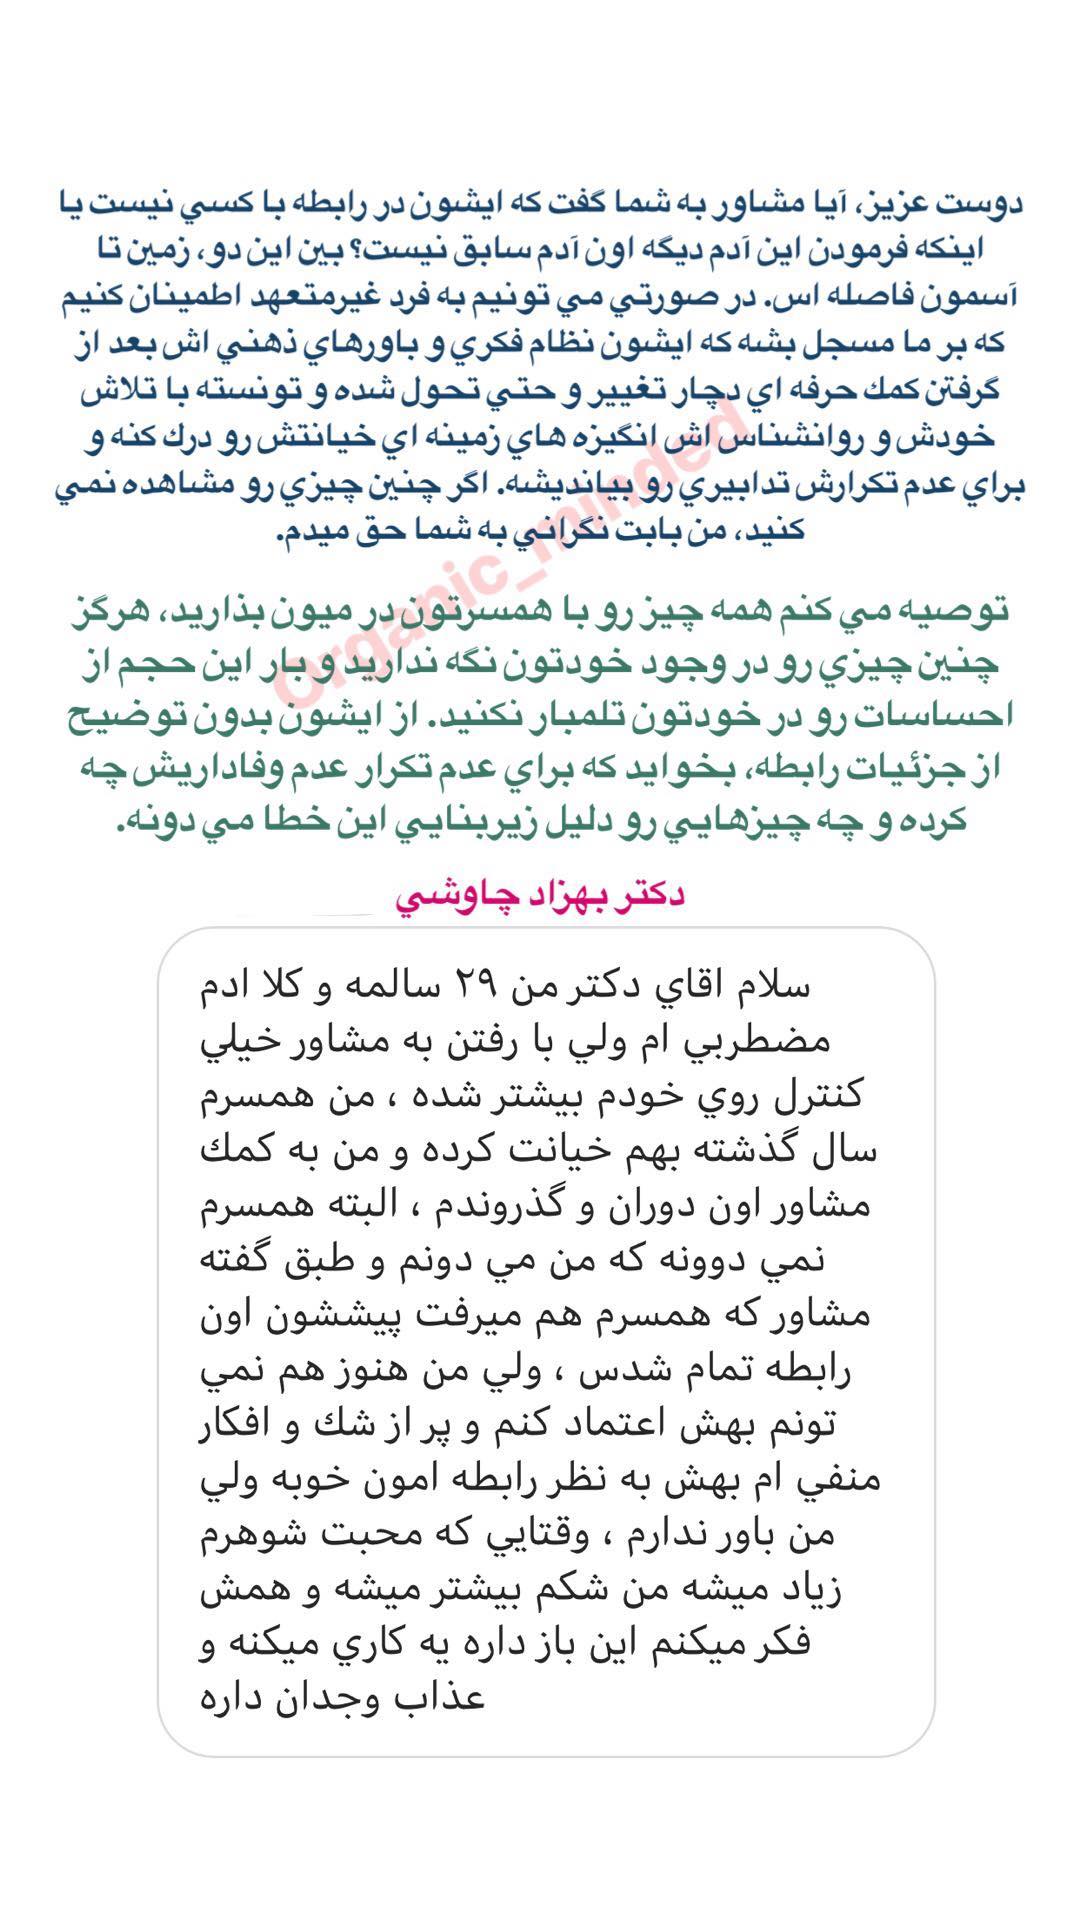 دوست عزيز، آيا مشاور به شما گفت كه ايشون در رابطه با كسي نيست يا
اينكه فرمودن اين آدم ديگه اون آدم سابق نيست؟ بين اين دو، زمين تا
آسمون فاصله اس. در صورتي مي تونيم به فرد غيرمتعهد اطمينان كنيم
كه بر ما مسجل بشه كه ايشون نظام فكري و باورهاي ذهني اش بعد از
گرفتن كمك حرفه اي دچار تغيير و حتي تحول شده و تونسته با تلاش
خودش و روانشناس اش انگيزه هاي زمينه اي خيانتش رو درك كنه و
براي عدم تكرارش تدابيري رو بيانديشه. اگر چنين چيزي رو مشاهده نمي
كنيد، من بابت نگراني به شما حق ميدم.
Organic_minded
توصيه مي كنم همه چيز رو با همسرتون در ميون بذاريد، هرگز
چنين چيزي رو در وجود خودتون نگه نداريد و بار اين حجم از
احساسات رو در خودتون تلمبار نكنيد. از ايشون بدون توضيح
از جزئيات رابطه، بخوايد كه براي عدم تكرار عدم وفاداريش چه
كرده و چه چيزهايي رو دليل زيربنايي اين خطا مي دونه.
دكتر بهزاد چاوشي
سلام اقاي دكتر من ٢٩ سالمه و كلا ادم
مضطربي ام ولي با رفتن به مشاور خيلي
كنترل روي خودم بيشتر شده ، من همسرم
سال گذشته بهم خيانت كرده و من به كمك
مشاور اون دوران و گذروندم ، البته همسرم
نمي دوونه كه من مي دونم و طبق گفته
مشاور كه همسرم هم ميرفت پيششون اون
رابطه تمام شدس ، ولي من هنوز هم نمي
تونم بهش اعتماد كنم و پر از شك و افكار
منفي ام بهش به نظر رابطه امون خوبه ولي
من باور ندارم ، وقتايي كه محبت شوهرم
زياد ميشه من شكم بيشتر ميشه و همش
فكر ميكنم اين باز داره يه كاري ميكنه و
عذاب وجدان داره